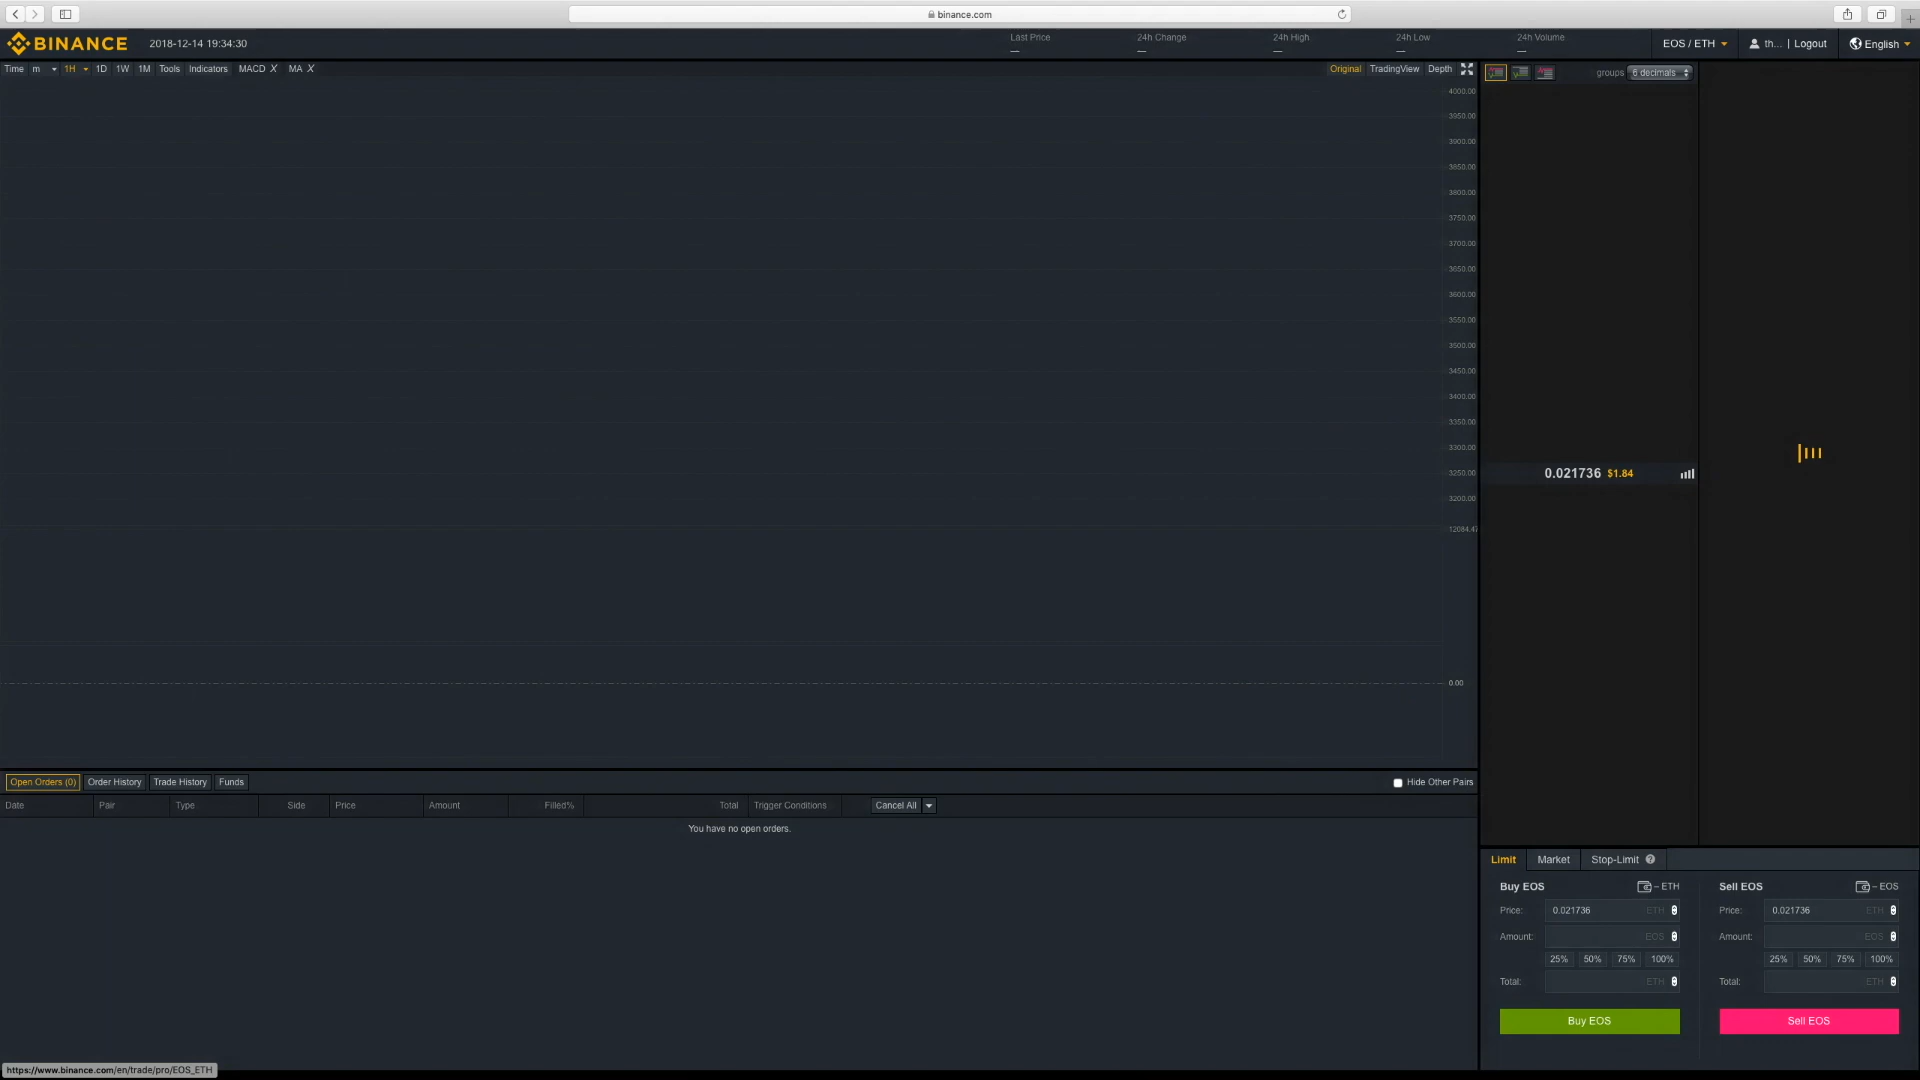 binance.com
BINANCE 2018-12-14 19:34:30
Last Price 24h Change 24h High 24h Low 24h Volume
— — — — —
EOS / ETH th... | Logout English
Time m 1H 1D 1W 1M Tools Indicators MACD X MA X
Original TradingView Depth
groups 6 decimals
4000.00
3950.00
3900.00
3850.00
3800.00
3750.00
3700.00
3650.00
3600.00
3550.00
3500.00
3450.00
3400.00
3350.00
3300.00
3250.00
3200.00
12084.47
0.00
0.021736 $1.84
Open Orders (0) Order History Trade History Funds
Hide Other Pairs
Date Pair Type Side Price Amount Filled% Total Trigger Conditions Cancel All
You have no open orders.
Limit Market Stop-Limit ?
Buy EOS – ETH
Price: 0.021736 ETH
Amount: EOS
25% 50% 75% 100%
Total: ETH
Buy EOS
Sell EOS – EOS
Price: 0.021736 ETH
Amount: EOS
25% 50% 75% 100%
Total: ETH
Sell EOS
https://www.binance.com/en/trade/pro/EOS_ETH